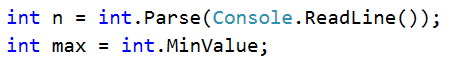 int n = int.Parse(Console.ReadLine());
int max = int.MinValue;